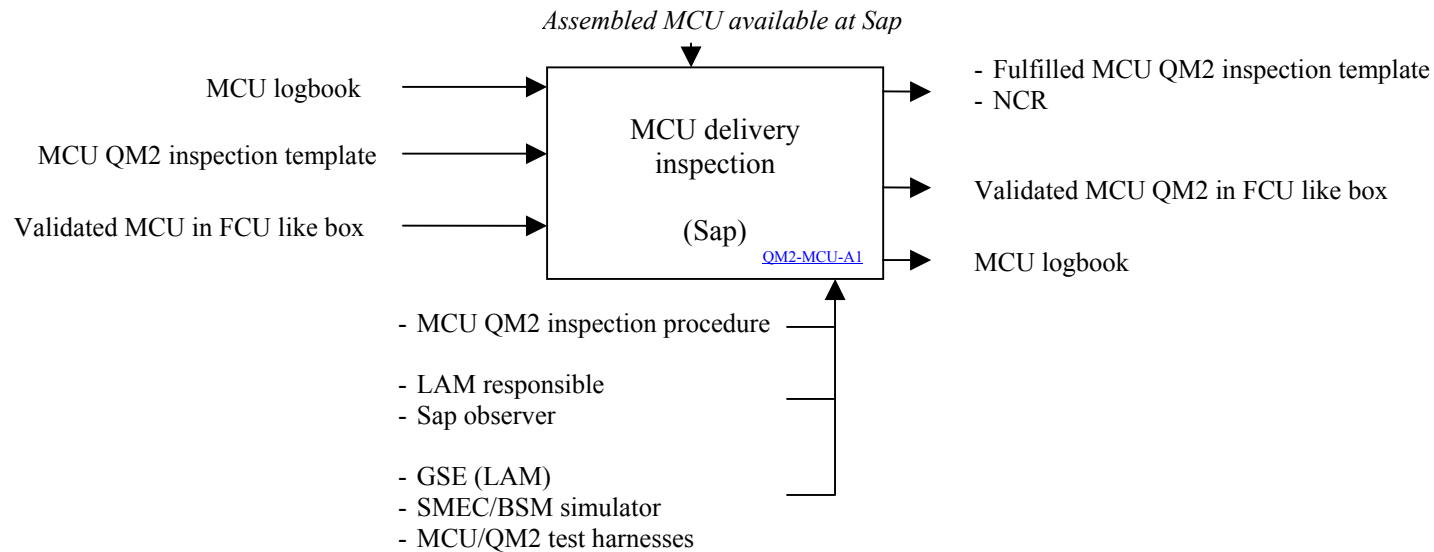 Assembled MCU available at Sap
MCU logbook
MCU QM2 inspection template
Validated MCU in FCU like box
MCU delivery
inspection
(Sap)
QM2-MCU-A1
- Fulfilled MCU QM2 inspection template
- NCR
Validated MCU QM2 in FCU like box
MCU logbook
- MCU QM2 inspection procedure
- LAM responsible
- Sap observer
- GSE (LAM)
- SMEC/BSM simulator
- MCU/QM2 test harnesses